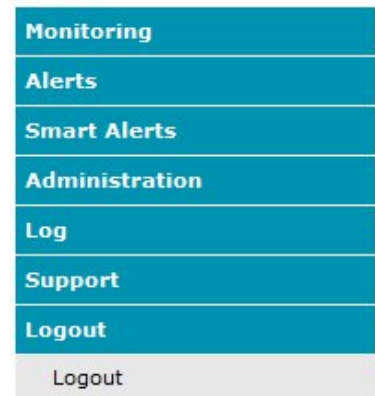 Monitoring
Alerts
Smart Alerts
Administration
Log
Support
Logout
Logout